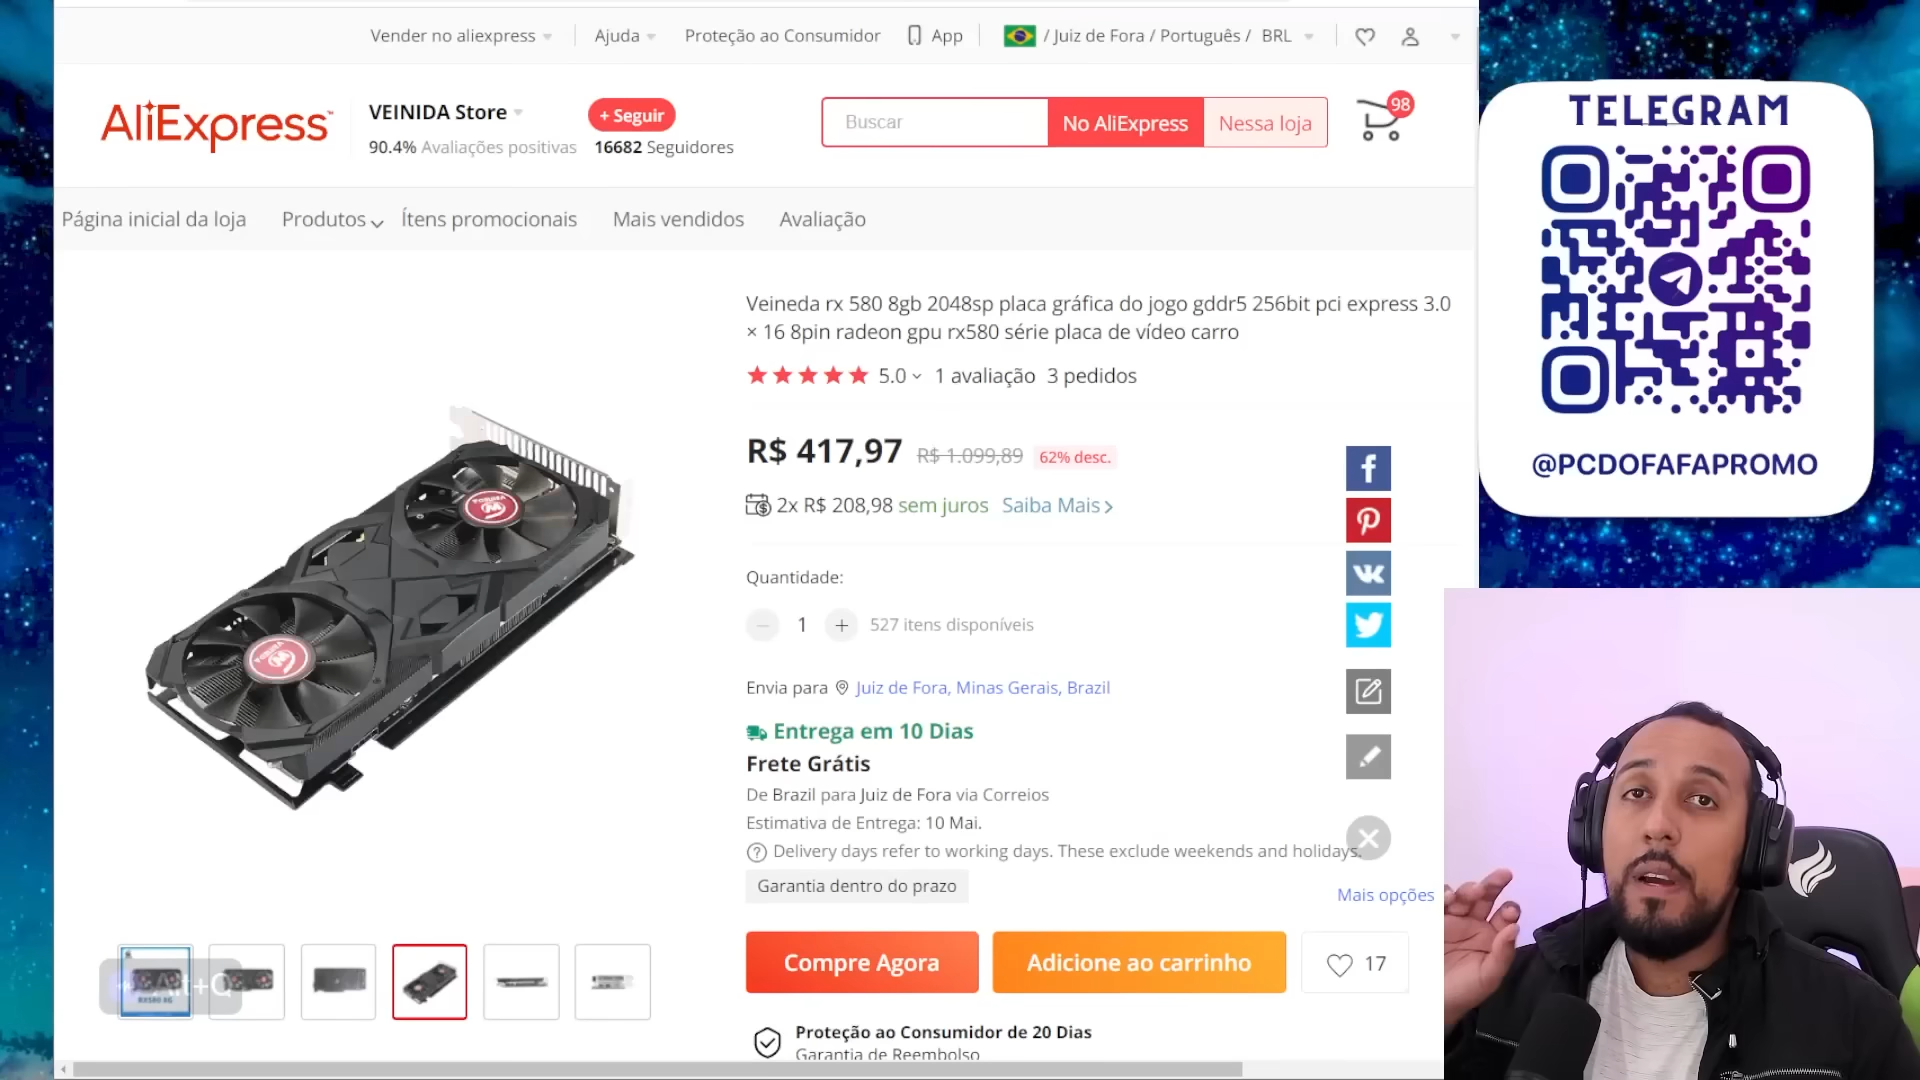 Vender no aliexpress
Ajuda
Proteção ao Consumidor
App
/ Juiz de Fora / Português / BRL
AliExpress™
VEINIDA Store
90.4% Avaliações positivas
+ Seguir
16682 Seguidores
Buscar
No AliExpress
Nessa loja
98
Página inicial da loja
Produtos
Ítens promocionais
Mais vendidos
Avaliação
Veineda rx 580 8gb 2048sp placa gráfica do jogo gddr5 256bit pci express 3.0
× 16 8pin radeon gpu rx580 série placa de vídeo carro
5.0 1 avaliação 3 pedidos
R$ 417,97 R$ 1.099,89 62% desc.
2x R$ 208,98 sem juros Saiba Mais
Quantidade:
− 1 + 527 itens disponíveis
Envia para Juiz de Fora, Minas Gerais, Brazil
Entrega em 10 Dias
Frete Grátis
De Brazil para Juiz de Fora via Correios
Estimativa de Entrega: 10 Mai.
Delivery days refer to working days. These exclude weekends and holidays.
Garantia dentro do prazo
Mais opções
Compre Agora
Adicione ao carrinho
17
Proteção ao Consumidor de 20 Dias
Garantia de Reembolso
Alt+Q
RX580 8G
TELEGRAM
@PCDOFAFAPROMO